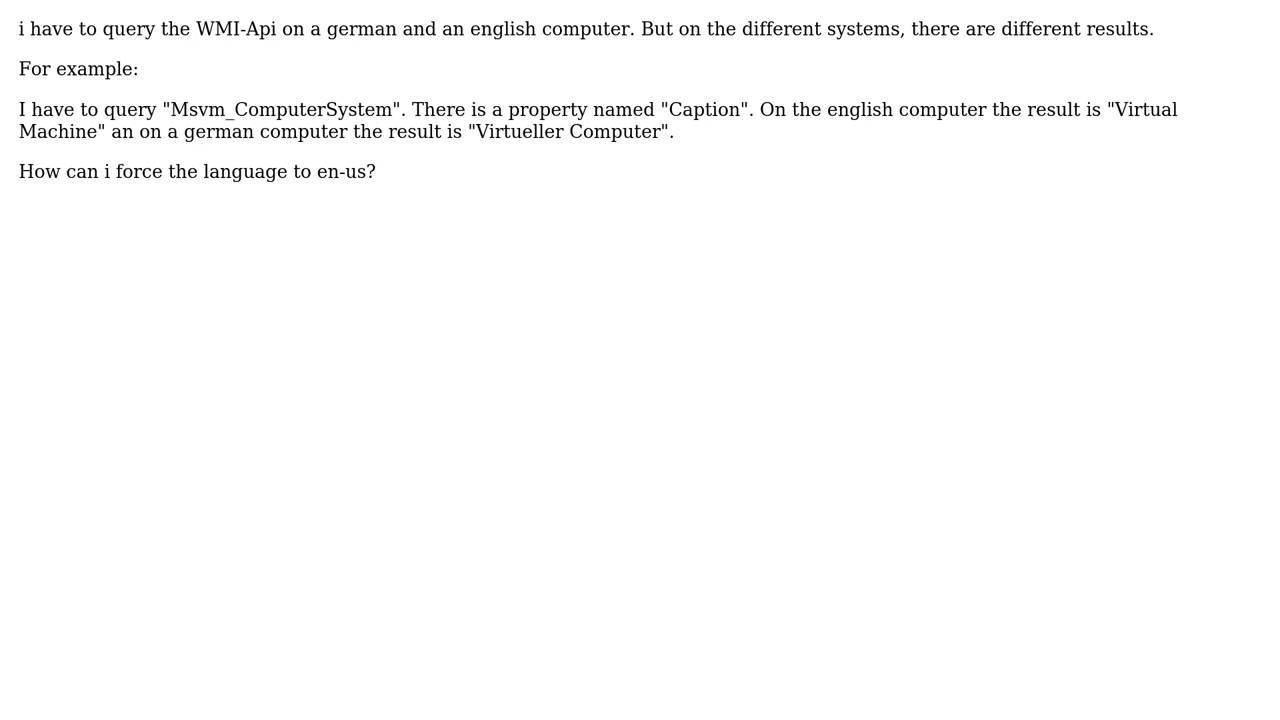 i have to query the WMI-Api on a german and an english computer. But on the different systems, there are different results.
For example:
I have to query "Msvm_ComputerSystem". There is a property named "Caption". On the english computer the result is "Virtual
Machine" an on a german computer the result is "Virtueller Computer".
How can i force the language to en-us?